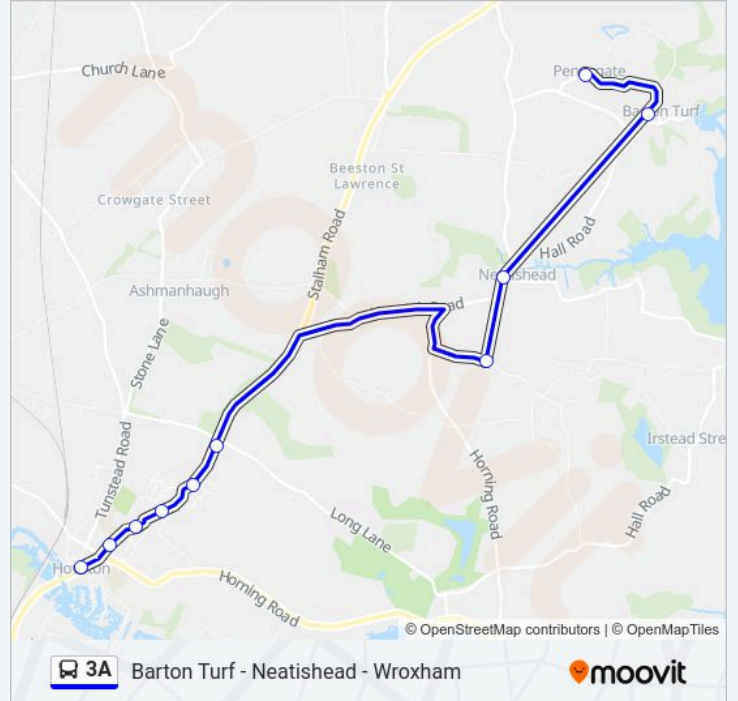 Church Lane
Barton Turf
Beeston St
Lawrence
Crowgate Street
Stalham Road
Hall Road
Ashmanhaugh
Stone Lane
Tunstead Road
Irstead Stre
Horning Road
Hall Road
Long Lane
Horning Road
© OpenStreetMap contributors | © OpenMapTiles
3A Barton Turf - Neatishead - Wroxham
moovit